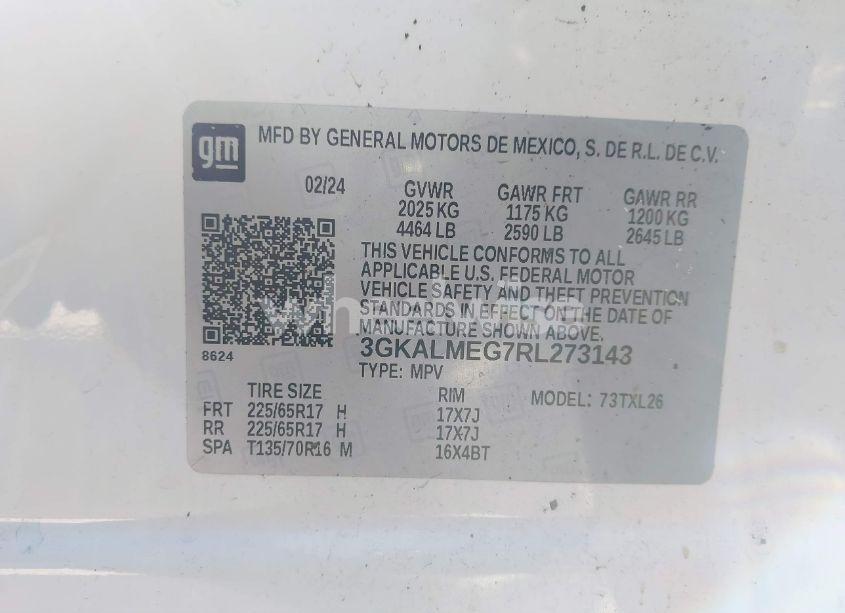 gm
MFD BY GENERAL MOTORS DE MEXICO, S. DE R.L. DE C.V.
02/24 GVWR GAWR FRT GAWR RR
2025 KG 1175 KG 1200 KG
4464 LB 2590 LB 2645 LB
THIS VEHICLE CONFORMS TO ALL
APPLICABLE U.S. FEDERAL MOTOR
VEHICLE SAFETY AND THEFT PREVENTION
STANDARDS IN EFFECT ON THE DATE OF
MANUFACTURE SHOWN ABOVE.
8624 3GKALMEG7RL273143
TYPE: MPV
TIRE SIZE RIM MODEL: 73TXL26
FRT 225/65R17 H 17X7J
RR 225/65R17 H 17X7J
SPA T135/70R16 M 16X4BT